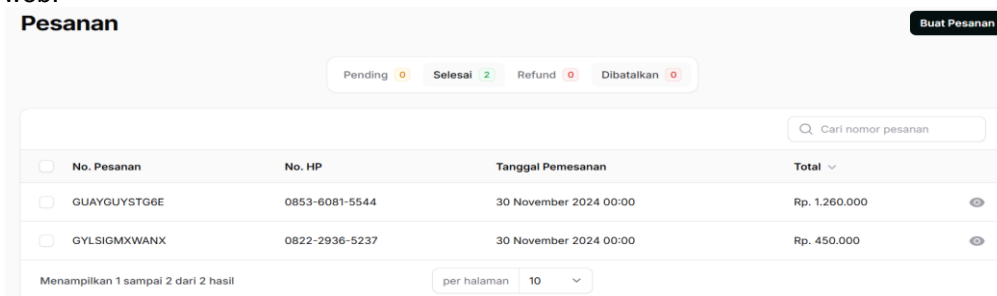 Pesanan
Buat Pesanan
Pending 0 Selesai 2 Refund 0 Dibatalkan 0
Cari nomor pesanan
No. Pesanan No. HP Tanggal Pemesanan Total
GUAYGUYSTG6E 0853-6081-5544 30 November 2024 00:00 Rp. 1.260.000
GYLSIGMXWANX 0822-2936-5237 30 November 2024 00:00 Rp. 450.000
Menampilkan 1 sampai 2 dari 2 hasil per halaman 10